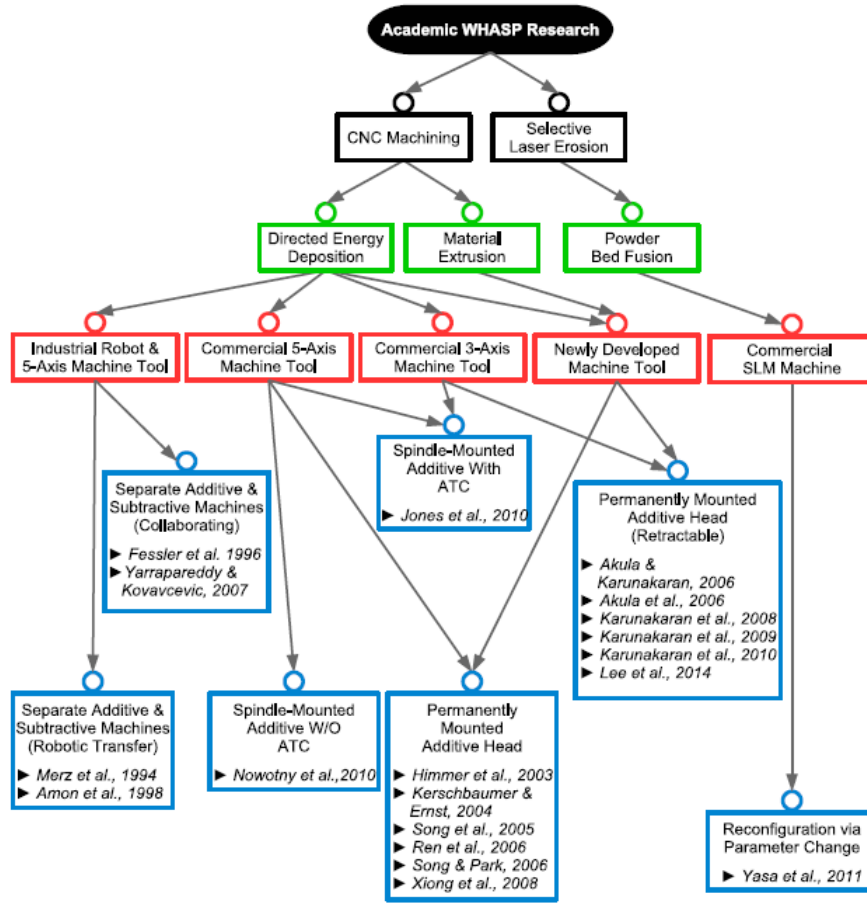 Academic WHASP Research
CNC Machining
Selective
Laser Erosion
Directed Energy
Deposition
Material
Extrusion
Powder
Bed Fusion
Industrial Robot &
5-Axis Machine Tool
Commercial 5-Axis
Machine Tool
Commercial 3-Axis
Machine Tool
Newly Developed
Machine Tool
Commercial
SLM Machine
Separate Additive &
Subtractive Machines
(Collaborating)
► Fessler et al. 1996
► Yarrapareddy &
Kovavcevic, 2007
Spindle-Mounted
Additive With
ATC
► Jones et al., 2010
Permanently Mounted
Additive Head
(Retractable)
► Akula &
Karunakaran, 2006
► Akula et al., 2006
► Karunakaran et al., 2008
► Karunakaran et al., 2009
► Karunakaran et al., 2010
► Lee et al., 2014
Separate Additive &
Subtractive Machines
(Robotic Transfer)
► Merz et al., 1994
► Amon et al., 1998
Spindle-Mounted
Additive W/O
ATC
► Nowotny et al.,2010
Permanently
Mounted
Additive Head
► Himmer et al., 2003
► Kerschbaumer &
Ernst, 2004
► Song et al., 2005
► Ren et al., 2006
► Song & Park, 2006
► Xiong et al., 2008
Reconfiguration via
Parameter Change
► Yasa et al., 2011